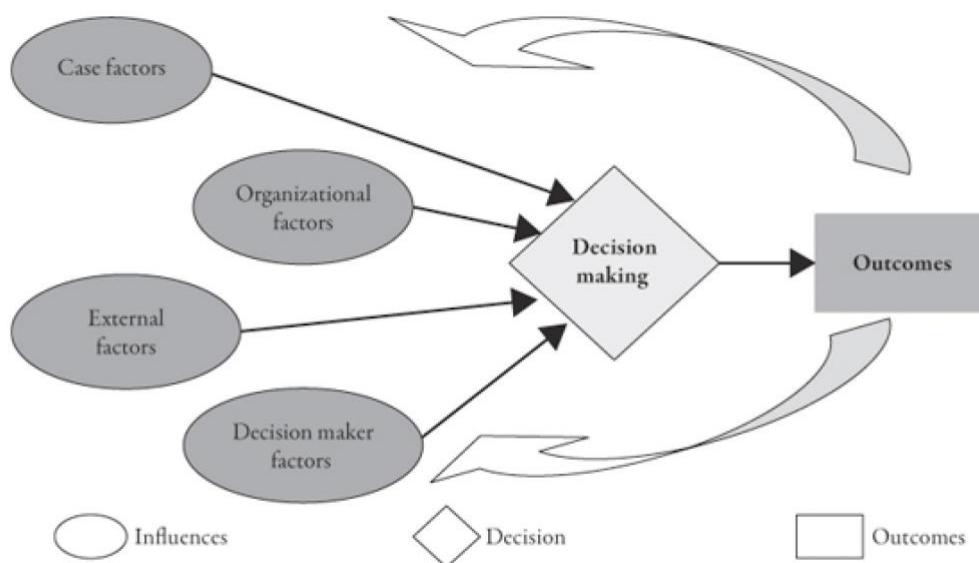 Case factors
Organizational
factors
Decision
making
Outcomes
External
factors
Decision maker
factors
Influences
Decision
Outcomes